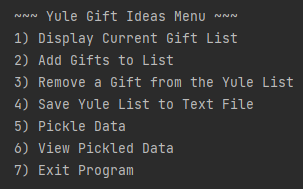 ~~~ Yule Gift Ideas Menu ~~~
1) Display Current Gift List
2) Add Gifts to List
3) Remove a Gift from the Yule List
4) Save Yule List to Text File
5) Pickle Data
6) View Pickled Data
7) Exit Program